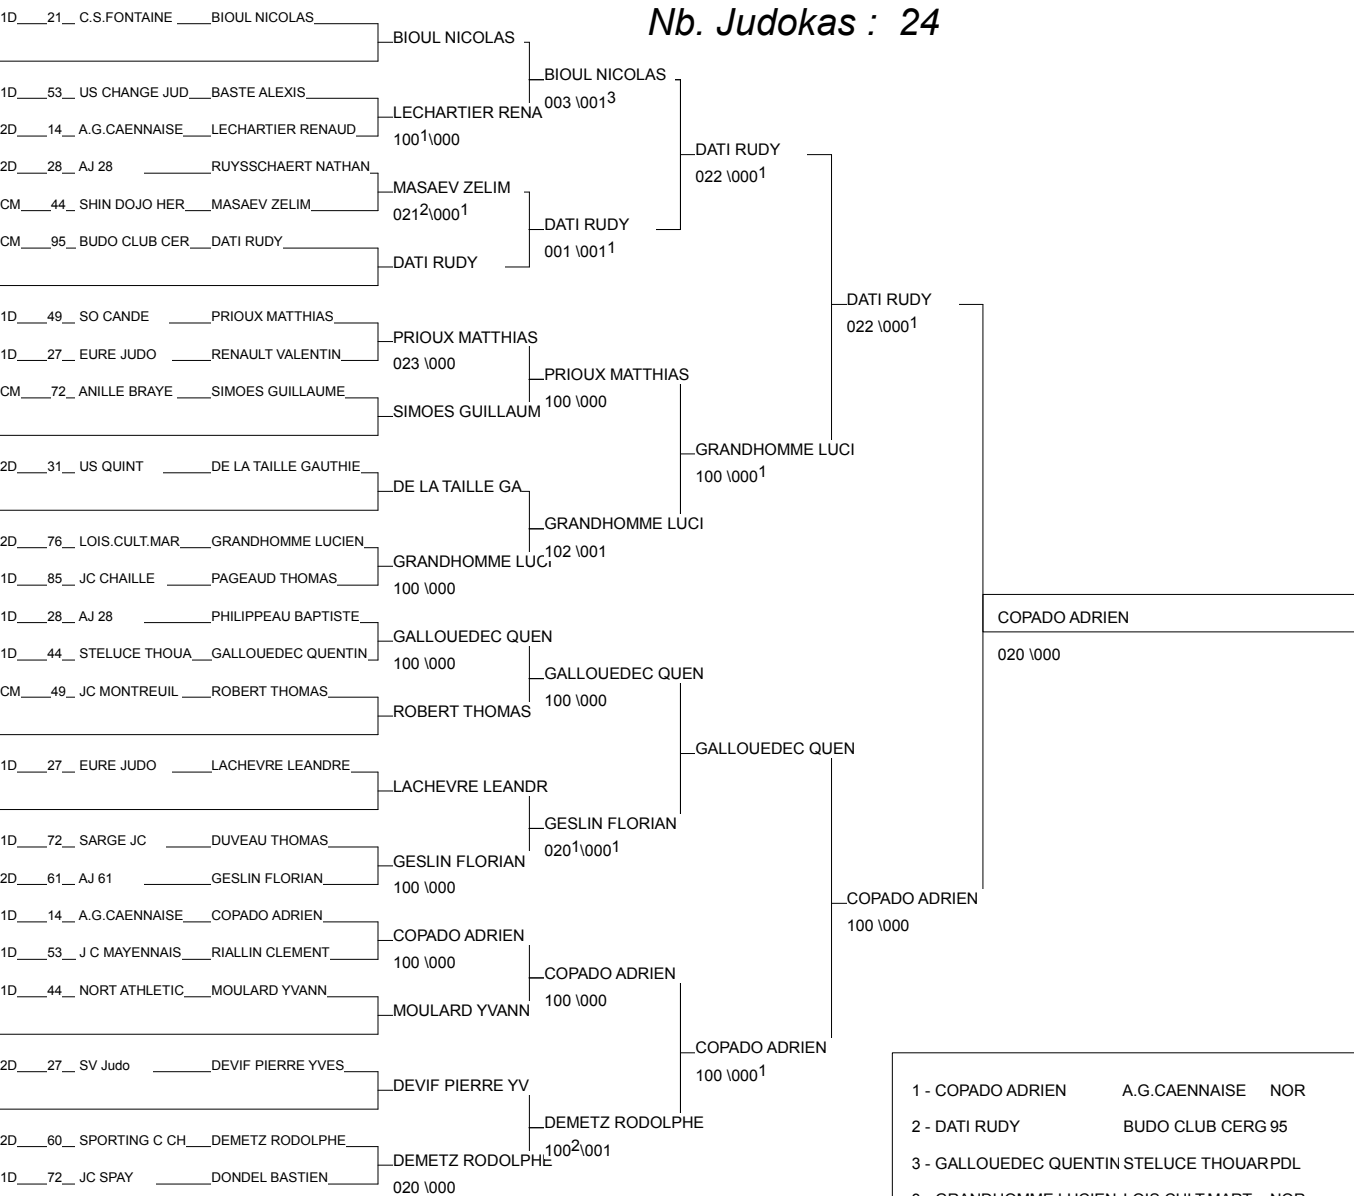 Nb. Judokas : 24
1D 21 C.S.FONTAINE BIOUL NICOLAS
1D 53 US CHANGE JUD BASTE ALEXIS
2D 14 A.G.CAENNAISE LECHARTIER RENAUD
2D 28 AJ 28 RUYSSCHAERT NATHAN
CM 44 SHIN DOJO HER MASAEV ZELIM
CM 95 BUDO CLUB CER DATI RUDY
1D 49 SO CANDE PRIOUX MATTHIAS
1D 27 EURE JUDO RENAULT VALENTIN
CM 72 ANILLE BRAYE SIMOES GUILLAUME
2D 31 US QUINT DE LA TAILLE GAUTHIE
2D 76 LOIS.CULT.MAR GRANDHOMME LUCIEN
1D 85 JC CHAILLE PAGEAUD THOMAS
1D 28 AJ 28 PHILIPPEAU BAPTISTE
1D 44 STELUCE THOUA GALLOUEDEC QUENTIN
CM 49 JC MONTREUIL ROBERT THOMAS
1D 27 EURE JUDO LACHEVRE LEANDRE
1D 72 SARGE JC DUVEAU THOMAS
2D 61 AJ 61 GESLIN FLORIAN
1D 14 A.G.CAENNAISE COPADO ADRIEN
1D 53 J C MAYENNAIS RIALLIN CLEMENT
1D 44 NORT ATHLETIC MOULARD YVANN
2D 27 SV Judo DEVIF PIERRE YVES
2D 60 SPORTING C CH DEMETZ RODOLPHE
1D 72 JC SPAY DONDEL BASTIEN
BIOUL NICOLAS
LECHARTIER RENA
100¹\000
MASAEV ZELIM
021²\000¹
DATI RUDY
PRIOUX MATTHIAS
023 \000
SIMOES GUILLAUM
DE LA TAILLE GA
GRANDHOMME LUCI
100 \000
GALLOUEDEC QUEN
100 \000
ROBERT THOMAS
LACHEVRE LEANDR
GESLIN FLORIAN
100 \000
COPADO ADRIEN
100 \000
MOULARD YVANN
DEVIF PIERRE YV
DEMETZ RODOLPHE
020 \000
BIOUL NICOLAS
003 \001³
DATI RUDY
001 \001¹
PRIOUX MATTHIAS
100 \000
GRANDHOMME LUCI
102 \001
GALLOUEDEC QUEN
100 \000
GESLIN FLORIAN
020¹\000¹
COPADO ADRIEN
100 \000
DEMETZ RODOLPHE
100²\001
DATI RUDY
022 \000¹
GRANDHOMME LUCI
100 \000¹
GALLOUEDEC QUEN
COPADO ADRIEN
100 \000¹
DATI RUDY
022 \000¹
COPADO ADRIEN
100 \000
COPADO ADRIEN
020 \000
1 - COPADO ADRIEN A.G.CAENNAISE NOR
2 - DATI RUDY BUDO CLUB CERG 95
3 - GALLOUEDEC QUENTIN STELUCE THOUAR PDL
3 - GRANDHOMME LUCIEN LOIS.CULT.MART NOR